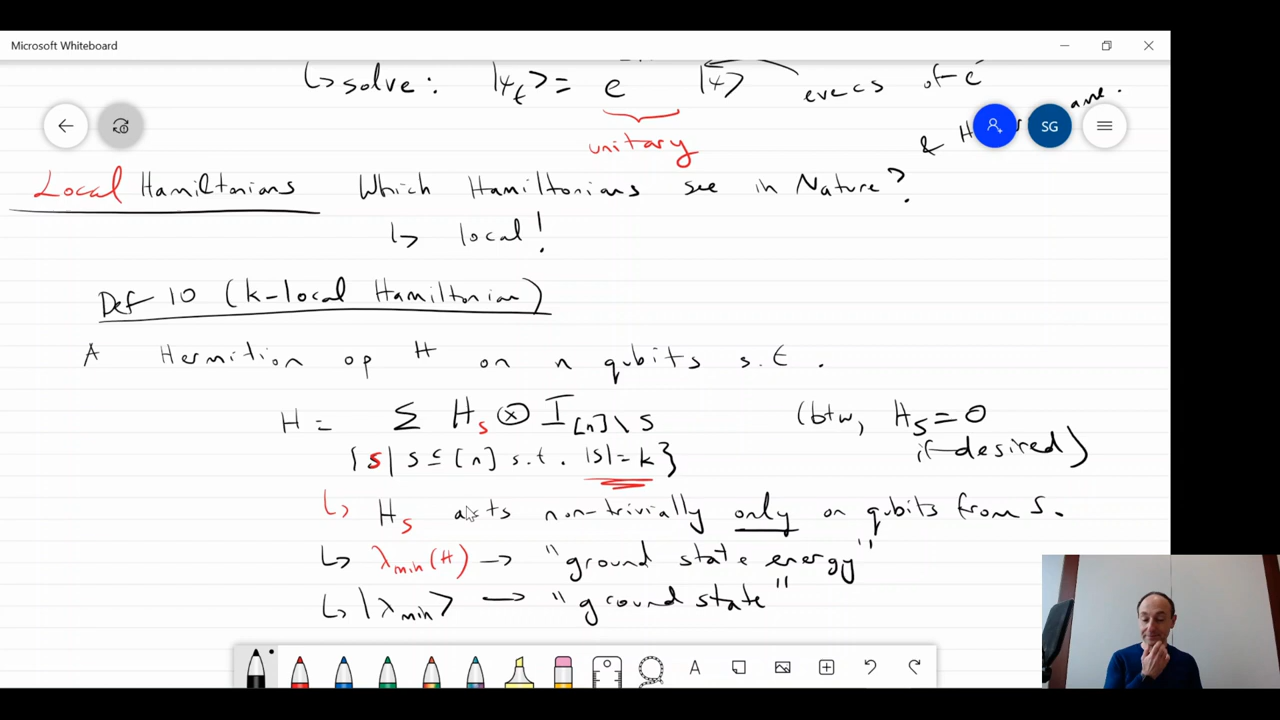 Microsoft Whiteboard
↳ solve: |ψ_t⟩ = e |ψ⟩ evecs of e
unitary & H
SG
Local Hamiltonians Which Hamiltonians see in Nature?
↳ local!
Def 10 (k-local Hamiltonian)
A Hermition op H on n qubits s.t.
H = Σ H_S ⊗ I_{[n]\S} (btw, H_S = 0
{S| S ⊆ [n] s.t. |S|=k} if desired)
↳ H_S acts non-trivially only on qubits from S.
↳ λ_min(H) → "ground state energy"
↳ |λ_min⟩ → "ground state"
A